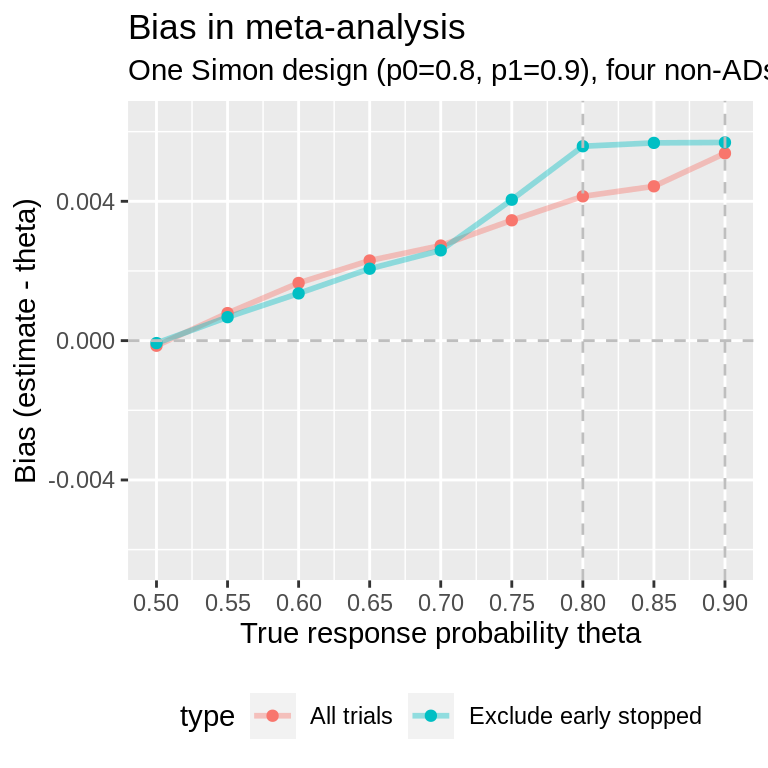 Bias in meta-analysis
One Simon design (p0=0.8, p1=0.9), four non-ADs
Bias (estimate - theta)
0.004
0.000
-0.004
0.50 0.55 0.60 0.65 0.70 0.75 0.80 0.85 0.90
True response probability theta
type All trials Exclude early stopped